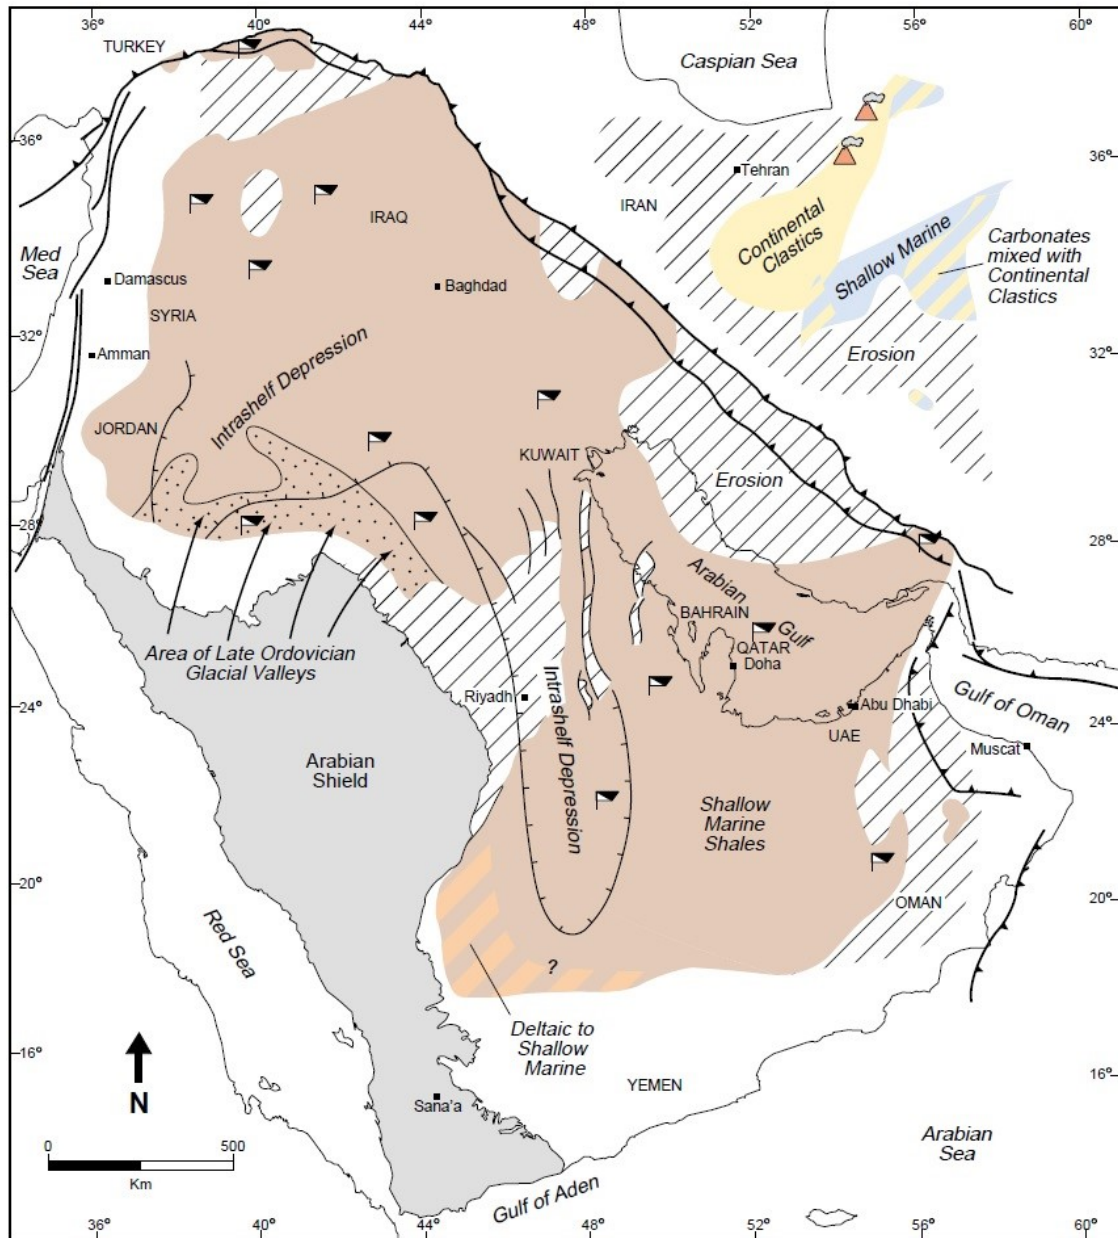 36°
40°
44°
48°
52°
56°
60°
TURKEY
Caspian Sea
36°
36°
Tehran
IRAN
IRAQ
Continental
Clastics
Shallow Marine
Carbonates
mixed with
Continental
Clastics
Med
Sea
Damascus
Baghdad
SYRIA
32°
32°
Amman
Erosion
Intrashelf Depression
JORDAN
KUWAIT
Erosion
28°
28°
Arabian
Gulf
BAHRAIN
QATAR
Doha
Area of Late Ordovician
Glacial Valleys
Riyadh
Intrashelf Depression
24°
24°
Abu Dhabi
UAE
Gulf of Oman
Muscat
Arabian
Shield
Shallow
Marine
Shales
20°
20°
OMAN
Red Sea
?
Deltaic to
Shallow
Marine
16°
16°
YEMEN
N
Sana'a
0
500
Km
Arabian
Sea
Gulf of Aden
36°
40°
44°
48°
52°
56°
60°